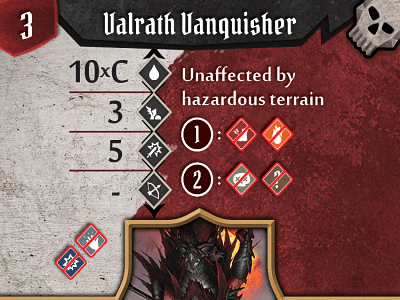 3
Valrath Vanquisher
10xC
3
5
-
Unaffected by
hazardous terrain
1 :
2 :